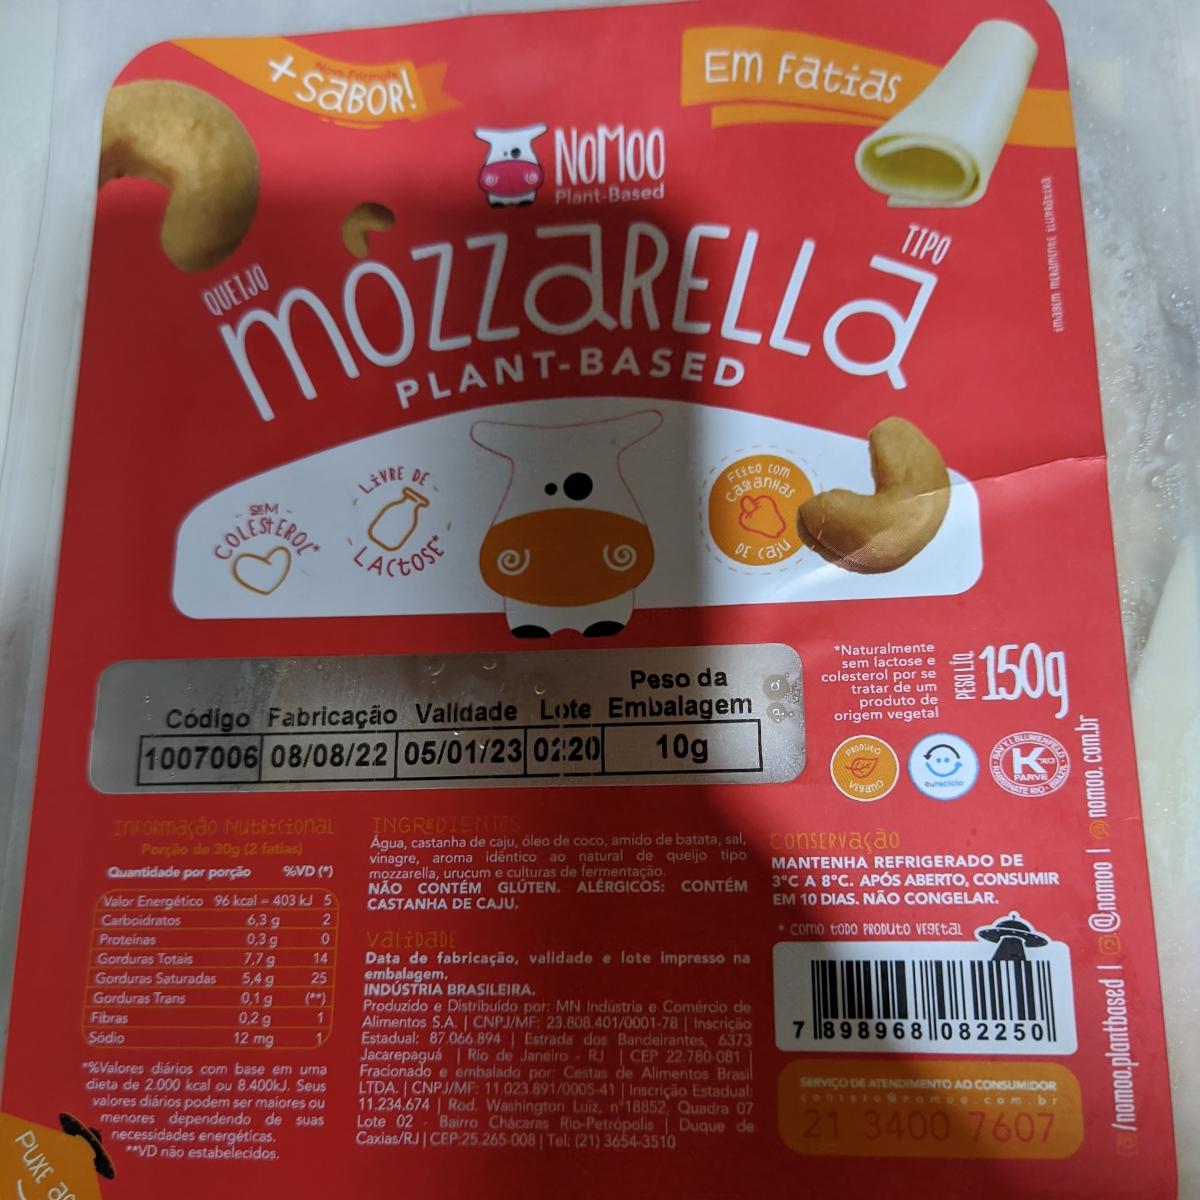 Nova Fórmula
+ SABOR!
Em Fatias
NoMoo
Plant-Based
QUEIJO
TIPO
mozzarella
PLANT-BASED
imagem meramente ilustrativa
SEM
COLESTEROL*
LIVRE DE
LACTOSE*
FEITO COM
Castanhas
DE Caju
*Naturalmente
sem lactose e
colesterol por se
tratar de um
produto de
origem vegetal
PESO LÍQ.
150g
Código Fabricação Validade Lote Peso da Embalagem
1007006 08/08/22 05/01/23 0220 10g
PRODUTO
VEGANO
eureciclo
K
PARVE
INFORMAÇÃO NUTRICIONAL
Porção de 30g (2 fatias)
Quantidade por porção %VD (*)
Valor Energético 96 kcal = 403 kJ 5
Carboidratos 6,3 g 2
Proteínas 0,3 g 0
Gorduras Totais 7,7 g 14
Gorduras Saturadas 5,4 g 25
Gorduras Trans 0,1 g (**)
Fibras 0,2 g 1
Sódio 12 mg 1
*%Valores diários com base em uma
dieta de 2.000 kcal ou 8.400kJ. Seus
valores diários podem ser maiores ou
menores dependendo de suas
necessidades energéticas.
**VD não estabelecidos.
INGREDIENTES
Água, castanha de caju, óleo de coco, amido de batata, sal,
vinagre, aroma idêntico ao natural de queijo tipo
mozzarella, urucum e culturas de fermentação.
NÃO CONTÉM GLÚTEN. ALÉRGICOS: CONTÉM
CASTANHA DE CAJU.
VALIDADE
Data de fabricação, validade e lote impresso na
embalagem.
INDÚSTRIA BRASILEIRA.
Produzido e Distribuído por: MN Indústria e Comércio de
Alimentos S.A. | CNPJ/MF: 23.808.401/0001-78 | Inscrição
Estadual: 87.066.894 | Estrada dos Bandeirantes, 6373
Jacarepaguá | Rio de Janeiro - RJ | CEP 22.780-081 |
Fracionado e embalado por: Cestas de Alimentos Brasil
LTDA. | CNPJ/MF: 11.023.891/0005-41 | Inscrição Estadual:
11.234.674 | Rod. Washington Luiz, n°18852, Quadra 07
Lote 02 - Bairro Chácaras Rio-Petrópolis | Duque de
Caxias/RJ | CEP:25.265-008 | Tel: (21) 3654-3510
CONSERVAÇÃO
MANTENHA REFRIGERADO DE
3°C A 8°C. APÓS ABERTO, CONSUMIR
EM 10 DIAS. NÃO CONGELAR.
* COMO TODO PRODUTO VEGETAL
7 898968 082250
SERVIÇO DE ATENDIMENTO AO CONSUMIDOR
contato@nomoo.com.br
21 3400 7607
/nomoo.plantbased | @nomoo | nomoo.com.br
PUXE